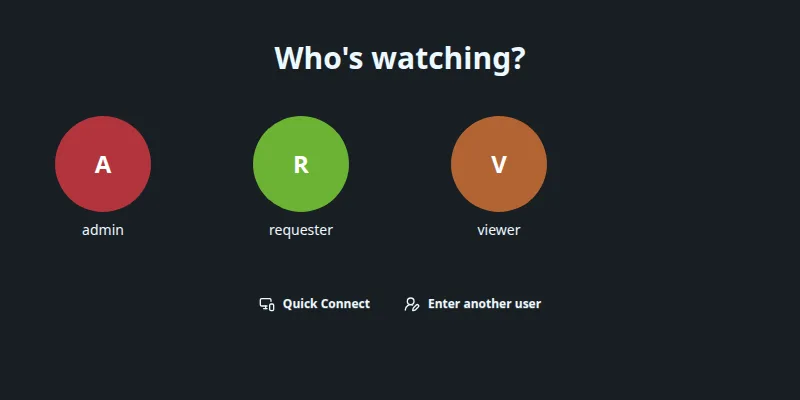 Who's watching?
A
R
V
admin
requester
viewer
Quick Connect
Enter another user